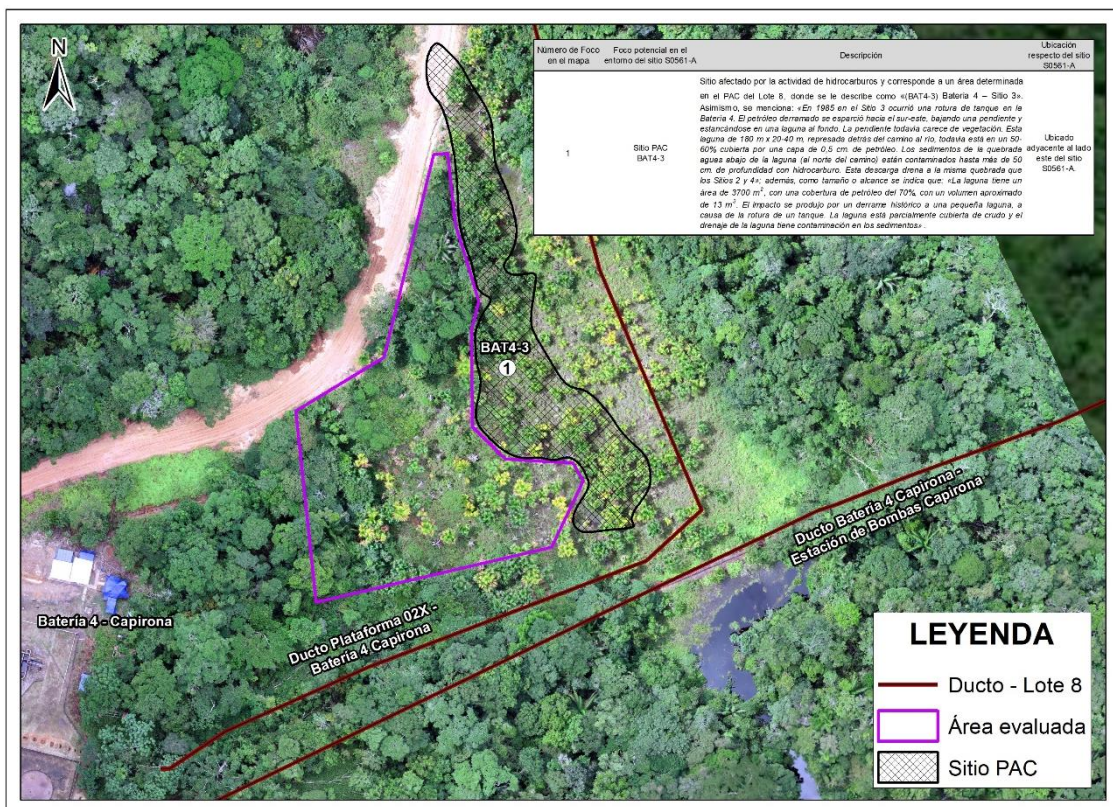 N
Número de Foco
en el mapa
Foco potencial en el
entorno del sitio S0561-A
Descripción
Ubicación
respecto del sitio
S0561-A
1
Sitio PAC
BAT4-3
Sitio afectado por la actividad de hidrocarburos y corresponde a un área determinada
en el PAC del Lote 8, donde se le describe como «(BAT4-3) Batería 4 – Sitio 3».
Asimismo, se menciona: «En 1985 en el Sitio 3 ocurrió una rotura de tanque en la
Batería 4. El petróleo derramado se esparció hacia el sur-este, bajando una pendiente y
estancándose en una laguna al fondo. La pendiente todavía carece de vegetación. Esta
laguna de 180 m x 20-40 m, represada detrás del camino al río, todavía está en un 50-
60% cubierta por una capa de 0,5 cm de petróleo. Los sedimentos de la quebrada
aguas abajo de la laguna (al norte del camino) están contaminados hasta más de 50
cm. de profundidad con hidrocarburo. Esta descarga drena a la misma quebrada que
los Sitios 2 y 4»; además, como tamaño o alcance se indica que: «La laguna tiene un
área de 3700 m², con una cobertura de petróleo del 70%, con un volumen aproximado
de 13 m³. El impacto se produjo por un derrame histórico a una pequeña laguna, a
causa de la rotura de un tanque. La laguna está parcialmente cubierta de crudo y el
drenaje de la laguna tiene contaminación en los sedimentos».
Ubicado
adyacente al lado
este del sitio
S0561-A.
BAT4-3
1
Batería 4 - Capirona
Ducto Plataforma 02X -
Batería 4 Capirona
Ducto Batería 4 Capirona -
Estación de Bombas Capirona
LEYENDA
Ducto - Lote 8
Área evaluada
Sitio PAC